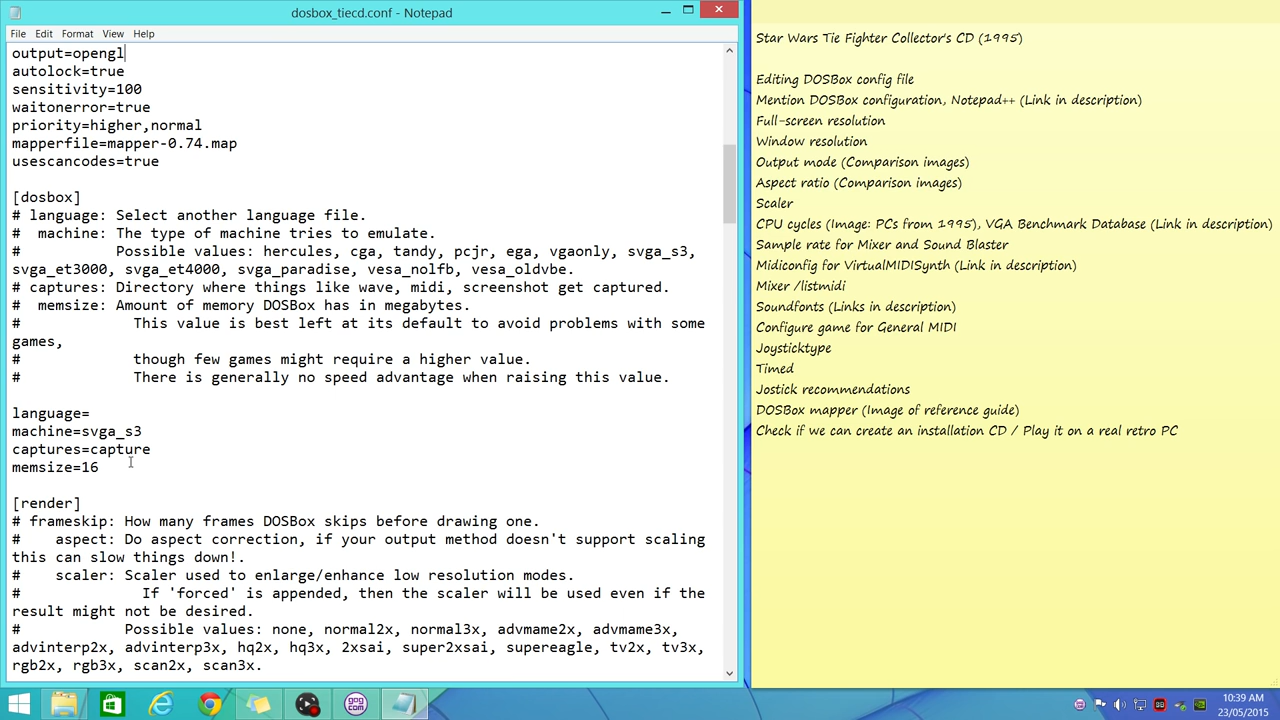 dosbox_tiecd.conf - Notepad
File Edit Format View Help
output=opengl
autolock=true
sensitivity=100
waitonerror=true
priority=higher,normal
mapperfile=mapper-0.74.map
usescancodes=true
[dosbox]
# language: Select another language file.
#  machine: The type of machine tries to emulate.
#           Possible values: hercules, cga, tandy, pcjr, ega, vgaonly, svga_s3,
svga_et3000, svga_et4000, svga_paradise, vesa_nolfb, vesa_oldvbe.
# captures: Directory where things like wave, midi, screenshot get captured.
#  memsize: Amount of memory DOSBox has in megabytes.
#             This value is best left at its default to avoid problems with some
games,
#             though few games might require a higher value.
#             There is generally no speed advantage when raising this value.
language=
machine=svga_s3
captures=capture
memsize=16
[render]
# frameskip: How many frames DOSBox skips before drawing one.
#    aspect: Do aspect correction, if your output method doesn't support scaling
this can slow things down!.
#    scaler: Scaler used to enlarge/enhance low resolution modes.
#              If 'forced' is appended, then the scaler will be used even if the
result might not be desired.
#            Possible values: none, normal2x, normal3x, advmame2x, advmame3x,
advinterp2x, advinterp3x, hq2x, hq3x, 2xsai, super2xsai, supereagle, tv2x, tv3x,
rgb2x, rgb3x, scan2x, scan3x.
Star Wars Tie Fighter Collector's CD (1995)
Editing DOSBox config file
Mention DOSBox configuration, Notepad++ (Link in description)
Full-screen resolution
Window resolution
Output mode (Comparison images)
Aspect ratio (Comparison images)
Scaler
CPU cycles (Image: PCs from 1995), VGA Benchmark Database (Link in description)
Sample rate for Mixer and Sound Blaster
Midiconfig for VirtualMIDISynth (Link in description)
Mixer /listmidi
Soundfonts (Links in description)
Configure game for General MIDI
Joysticktype
Timed
Jostick recommendations
DOSBox mapper (Image of reference guide)
Check if we can create an installation CD / Play it on a real retro PC
gog
com
10:39 AM
23/05/2015